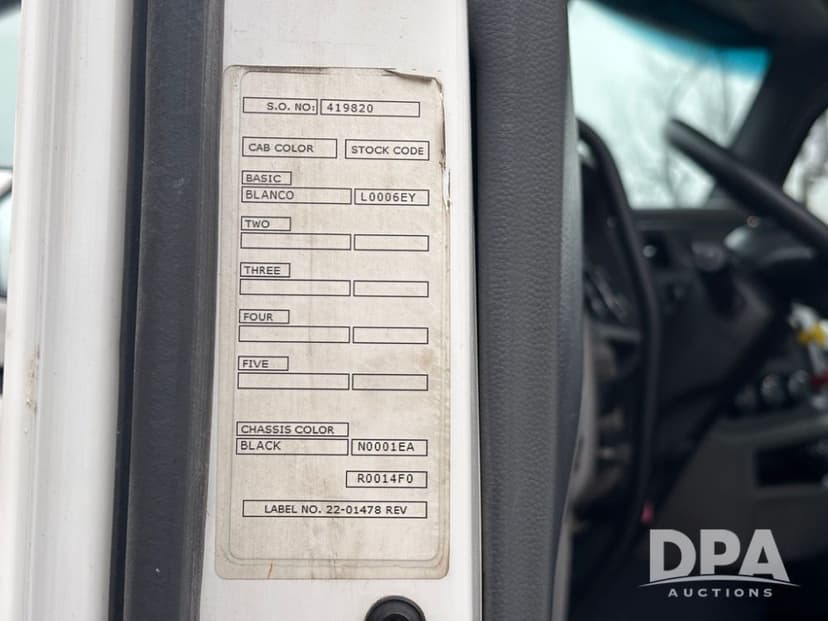 S.O. NO: 419820
CAB COLOR STOCK CODE
BASIC
BLANCO L0006EY
TWO
THREE
FOUR
FIVE
CHASSIS COLOR
BLACK N0001EA
R0014F0
LABEL NO. 22-01478 REV
DPA
AUCTIONS